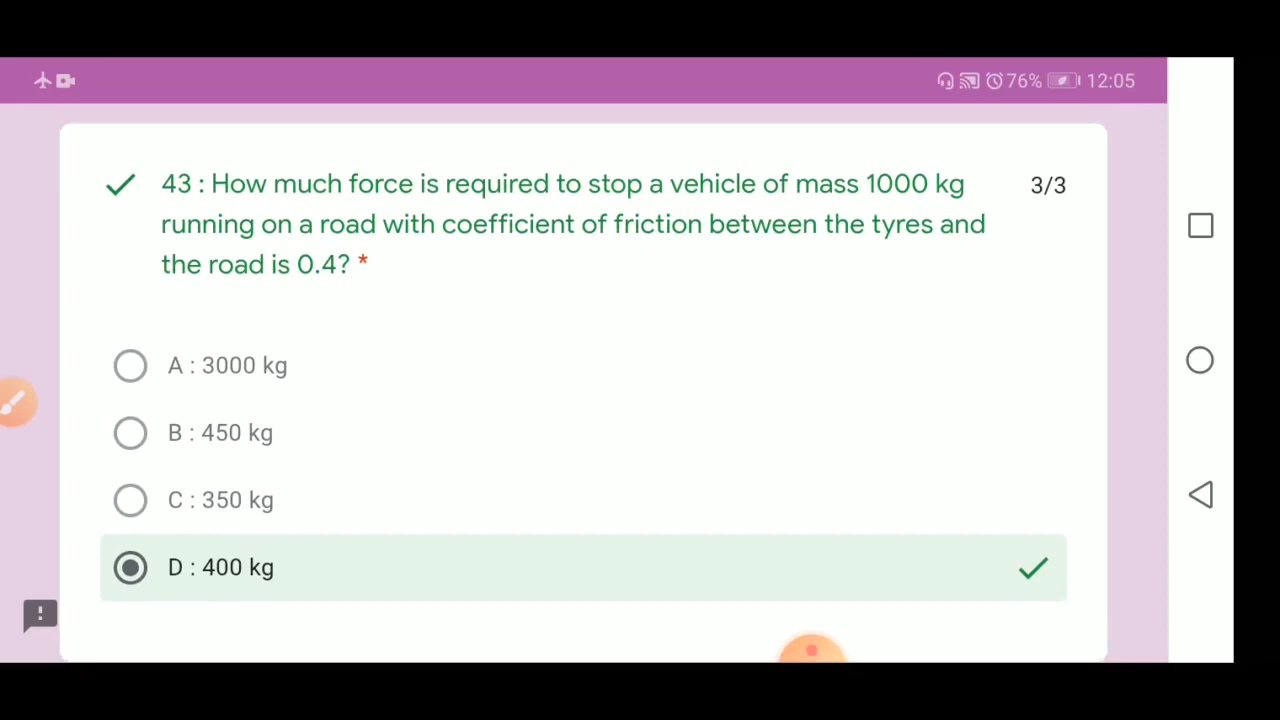 76% 12:05
43 : How much force is required to stop a vehicle of mass 1000 kg 3/3
running on a road with coefficient of friction between the tyres and
the road is 0.4? *
A : 3000 kg
B : 450 kg
C : 350 kg
D : 400 kg